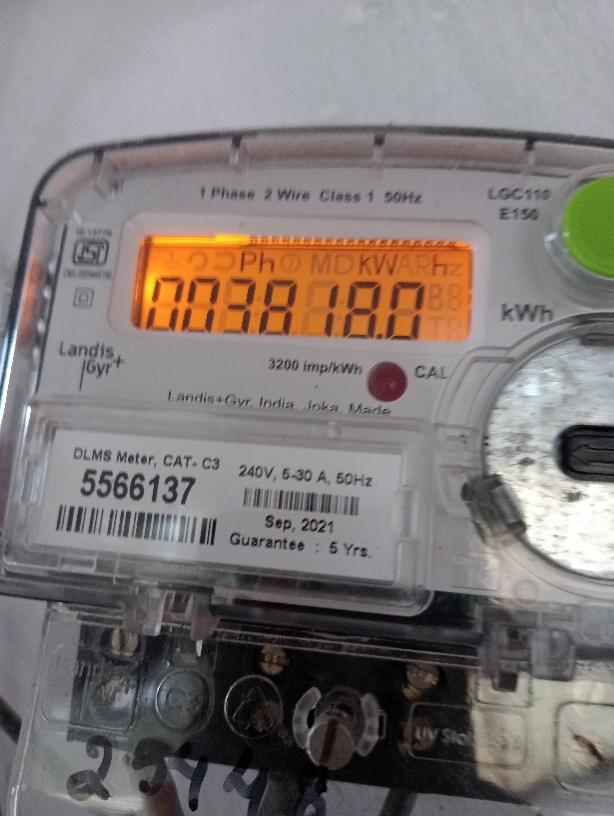 1 Phase 2 Wire Class 1 50Hz
LGC110
E150
Ph MD kWARhz
003818.0
kWh
Landis+
Gyr+
3200 imp/kWh
CAL
Landis+Gyr, India, Joka, Made
DLMS Meter, CAT- C3
5566137
240V, 5-30 A, 50Hz
Sep, 2021
Guarantee : 5 Yrs.